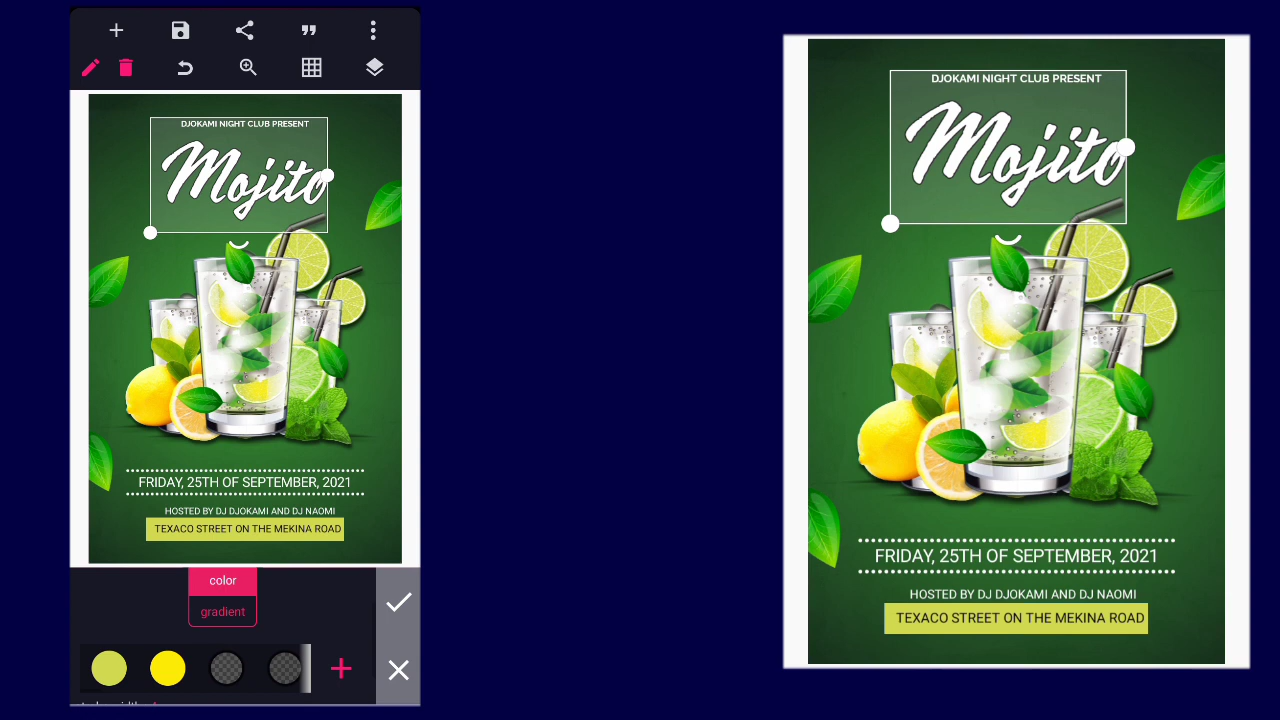 DJOKAMI NIGHT CLUB PRESENT
Mojito
FRIDAY, 25TH OF SEPTEMBER, 2021
HOSTED BY DJ DJOKAMI AND DJ NAOMI
TEXACO STREET ON THE MEKINA ROAD
color
gradient
DJOKAMI NIGHT CLUB PRESENT
Mojito
FRIDAY, 25TH OF SEPTEMBER, 2021
HOSTED BY DJ DJOKAMI AND DJ NAOMI
TEXACO STREET ON THE MEKINA ROAD